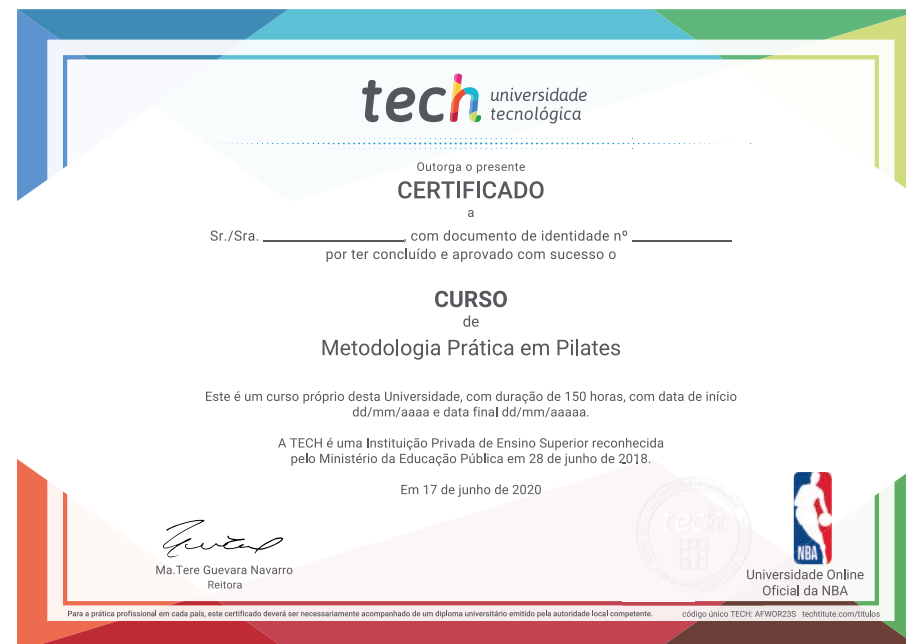 tech universidade
tecnológica
Outorga o presente
CERTIFICADO
a
Sr./Sra. ____________, com documento de identidade nº ____________
por ter concluído e aprovado com sucesso o
CURSO
de
Metodologia Prática em Pilates
Este é um curso próprio desta Universidade, com duração de 150 horas, com data de início
dd/mm/aaaa e data final dd/mm/aaaaa.
A TECH é uma Instituição Privada de Ensino Superior reconhecida
pelo Ministério da Educação Pública em 28 de junho de 2018.
Em 17 de junho de 2020
tech
NBA
Ma.Tere Guevara Navarro
Reitora
Universidade Online
Oficial da NBA
Para a prática profissional em cada país, este certificado deverá ser necessariamente acompanhado de um diploma universitário emitido pela autoridade local competente.
código único TECH: AFWOR23S techtitute.com/titulos